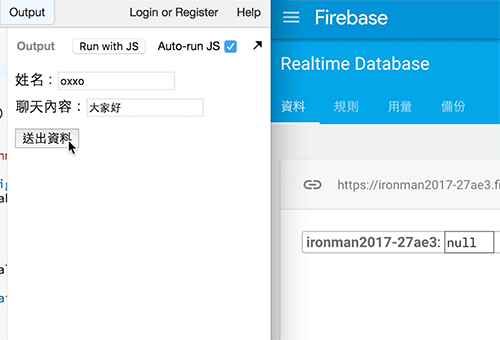 Output
Login or Register
Help
Output
Run with JS
Auto-run JS
姓名：oxxo
聊天內容：大家好
送出資料
Firebase
Realtime Database
資料
規則
用量
備份
https://ironman2017-27ae3.fi
ironman2017-27ae3: null